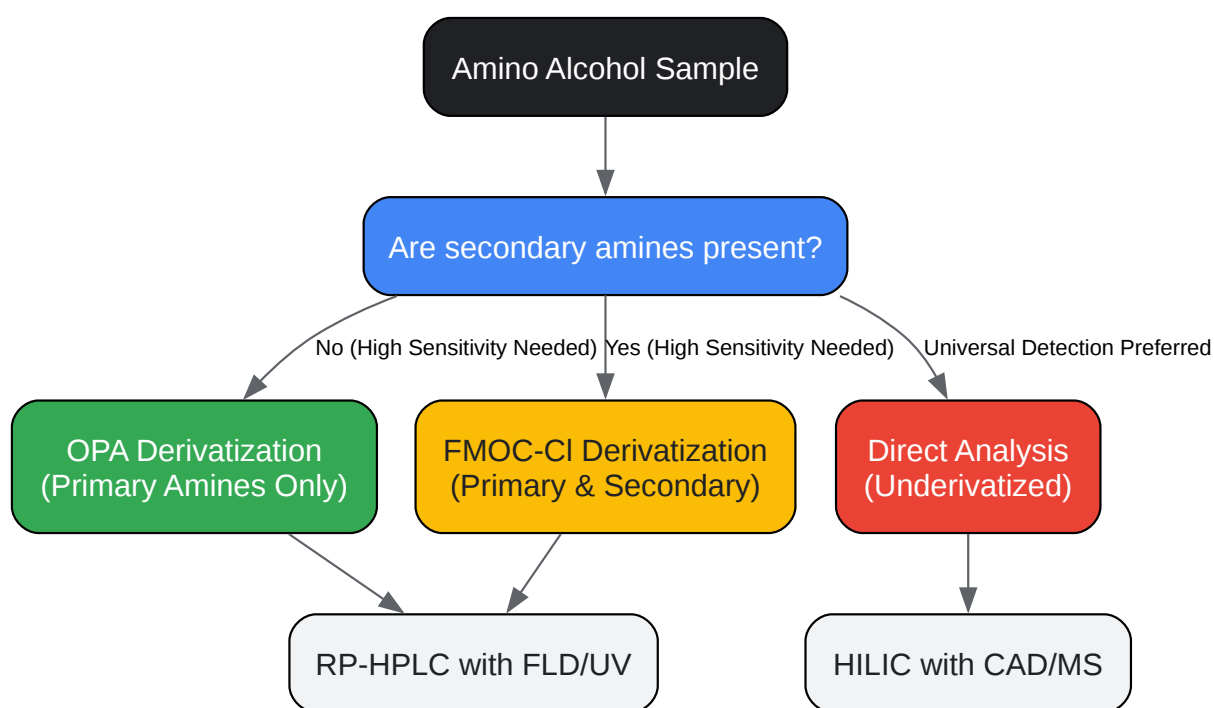 Amino Alcohol Sample
Are secondary amines present?
No (High Sensitivity Needed)
Yes (High Sensitivity Needed)
Universal Detection Preferred
OPA Derivatization
(Primary Amines Only)
FMOC-Cl Derivatization
(Primary & Secondary)
Direct Analysis
(Underivatized)
RP-HPLC with FLD/UV
HILIC with CAD/MS